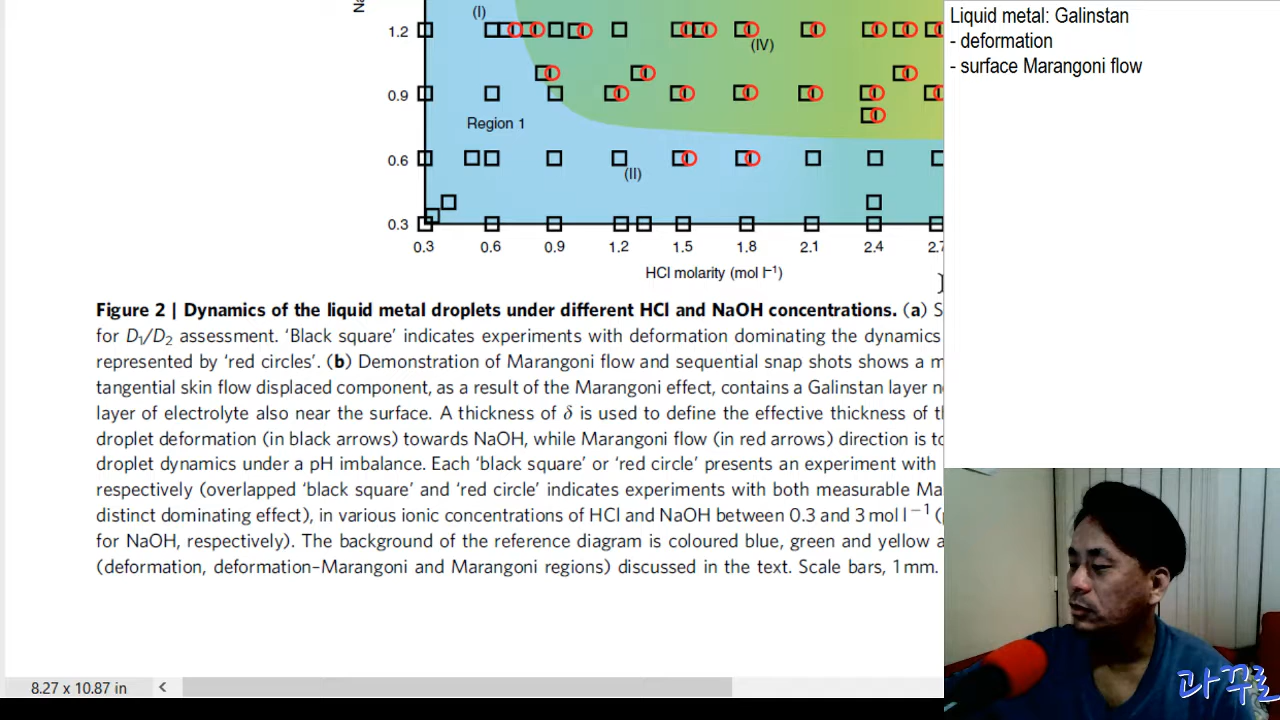 Na
(I)
1.2
(IV)
0.9
Region 1
0.6
(II)
0.3
0.3 0.6 0.9 1.2 1.5 1.8 2.1 2.4 2.7
HCl molarity (mol l⁻¹)
Figure 2 | Dynamics of the liquid metal droplets under different HCl and NaOH concentrations. (a) S
for D₁/D₂ assessment. ‘Black square’ indicates experiments with deformation dominating the dynamics
represented by ‘red circles’. (b) Demonstration of Marangoni flow and sequential snap shots shows a m
tangential skin flow displaced component, as a result of the Marangoni effect, contains a Galinstan layer n
layer of electrolyte also near the surface. A thickness of δ is used to define the effective thickness of th
droplet deformation (in black arrows) towards NaOH, while Marangoni flow (in red arrows) direction is to
droplet dynamics under a pH imbalance. Each ‘black square’ or ‘red circle’ presents an experiment with
respectively (overlapped ‘black square’ and ‘red circle’ indicates experiments with both measurable Ma
distinct dominating effect), in various ionic concentrations of HCl and NaOH between 0.3 and 3 mol l⁻¹ (
for NaOH, respectively). The background of the reference diagram is coloured blue, green and yellow a
(deformation, deformation–Marangoni and Marangoni regions) discussed in the text. Scale bars, 1 mm.
8.27 x 10.87 in
Liquid metal: Galinstan
- deformation
- surface Marangoni flow
과꾸로